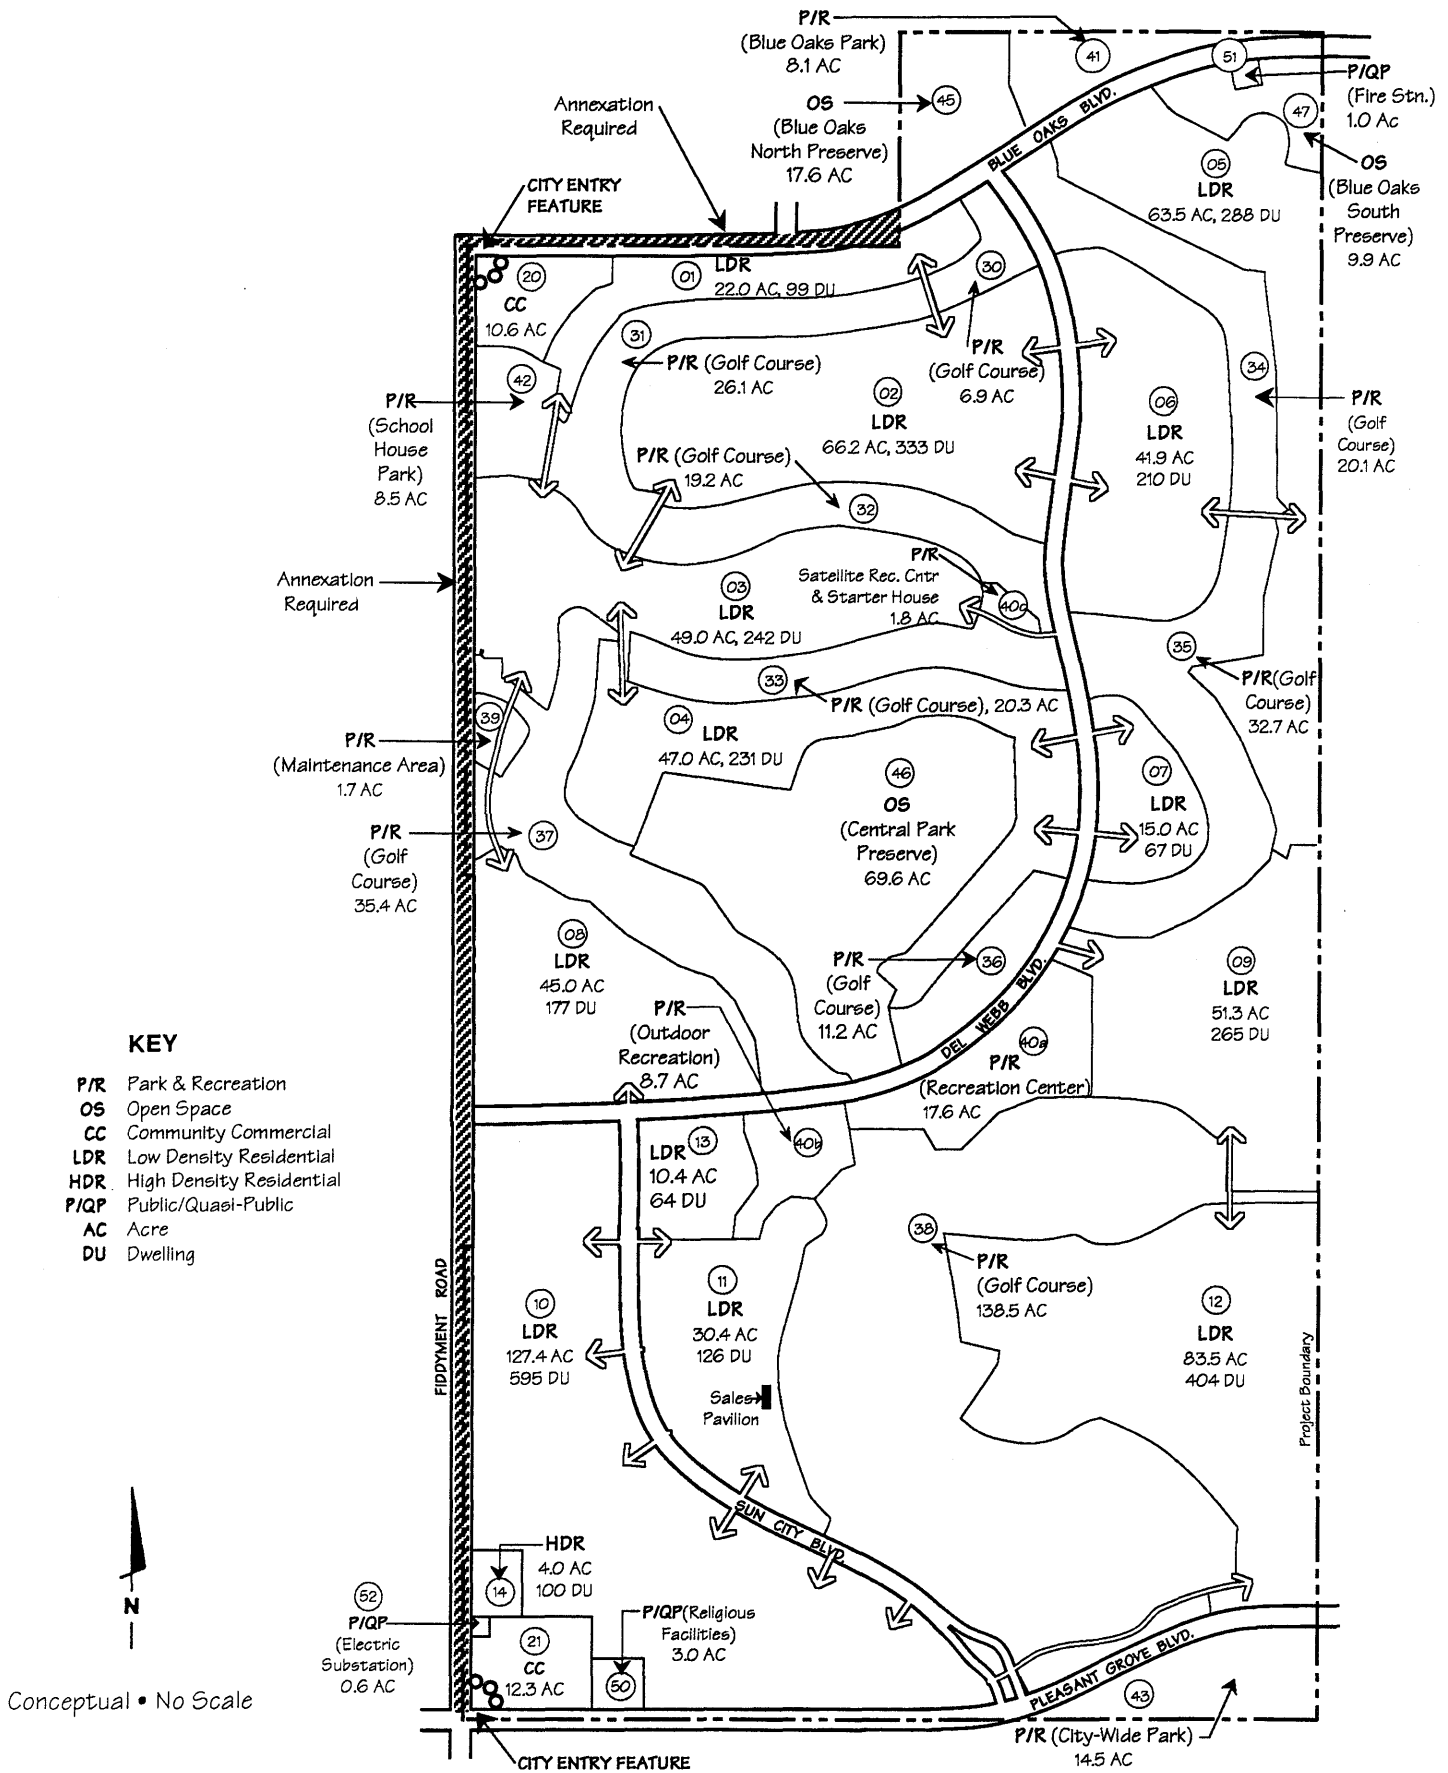 P/R
(Blue Oaks Park)
8.1 AC
41
51
P/QP
(Fire Stn.)
1.0 Ac
45
OS
(Blue Oaks
North Preserve)
17.6 AC
Annexation
Required
BLUE OAKS BLVD.
47
OS
(Blue Oaks
South
Preserve)
9.9 AC
05
LDR
63.5 AC, 288 DU
CITY ENTRY
FEATURE
20
CC
10.6 AC
01
LDR
22.0 AC, 99 DU
30
P/R
(Golf Course)
6.9 AC
31
P/R (Golf Course)
26.1 AC
42
P/R
(School
House
Park)
8.5 AC
02
LDR
66.2 AC, 333 DU
06
LDR
41.9 AC
210 DU
34
P/R
(Golf
Course)
20.1 AC
P/R (Golf Course)
19.2 AC
32
P/R
Satellite Rec. Cntr
& Starter House
1.8 AC
40c
Annexation
Required
03
LDR
49.0 AC, 242 DU
35
P/R(Golf
Course)
32.7 AC
33
P/R (Golf Course), 20.3 AC
39
P/R
(Maintenance Area)
1.7 AC
04
LDR
47.0 AC, 231 DU
46
OS
(Central Park
Preserve)
69.6 AC
07
LDR
15.0 AC
67 DU
37
P/R
(Golf
Course)
35.4 AC
08
LDR
45.0 AC
177 DU
36
P/R
(Golf
Course)
11.2 AC
09
LDR
51.3 AC
265 DU
DEL WEBB BLVD.
P/R
(Outdoor
Recreation)
8.7 AC
40a
P/R
(Recreation Center)
17.6 AC
KEY
P/R Park & Recreation
OS Open Space
CC Community Commercial
LDR Low Density Residential
HDR High Density Residential
P/QP Public/Quasi-Public
AC Acre
DU Dwelling
13
LDR
10.4 AC
64 DU
40b
38
P/R
(Golf Course)
138.5 AC
FIDDYMENT ROAD
10
LDR
127.4 AC
595 DU
11
LDR
30.4 AC
126 DU
Sales
Pavilion
12
LDR
83.5 AC
404 DU
Project Boundary
SUN CITY BLVD.
HDR
4.0 AC
100 DU
14
52
P/QP
(Electric
Substation)
0.6 AC
21
CC
12.3 AC
P/QP(Religious
Facilities)
3.0 AC
50
PLEASANT GROVE BLVD.
43
P/R (City-Wide Park)
14.5 AC
N
Conceptual • No Scale
CITY ENTRY FEATURE